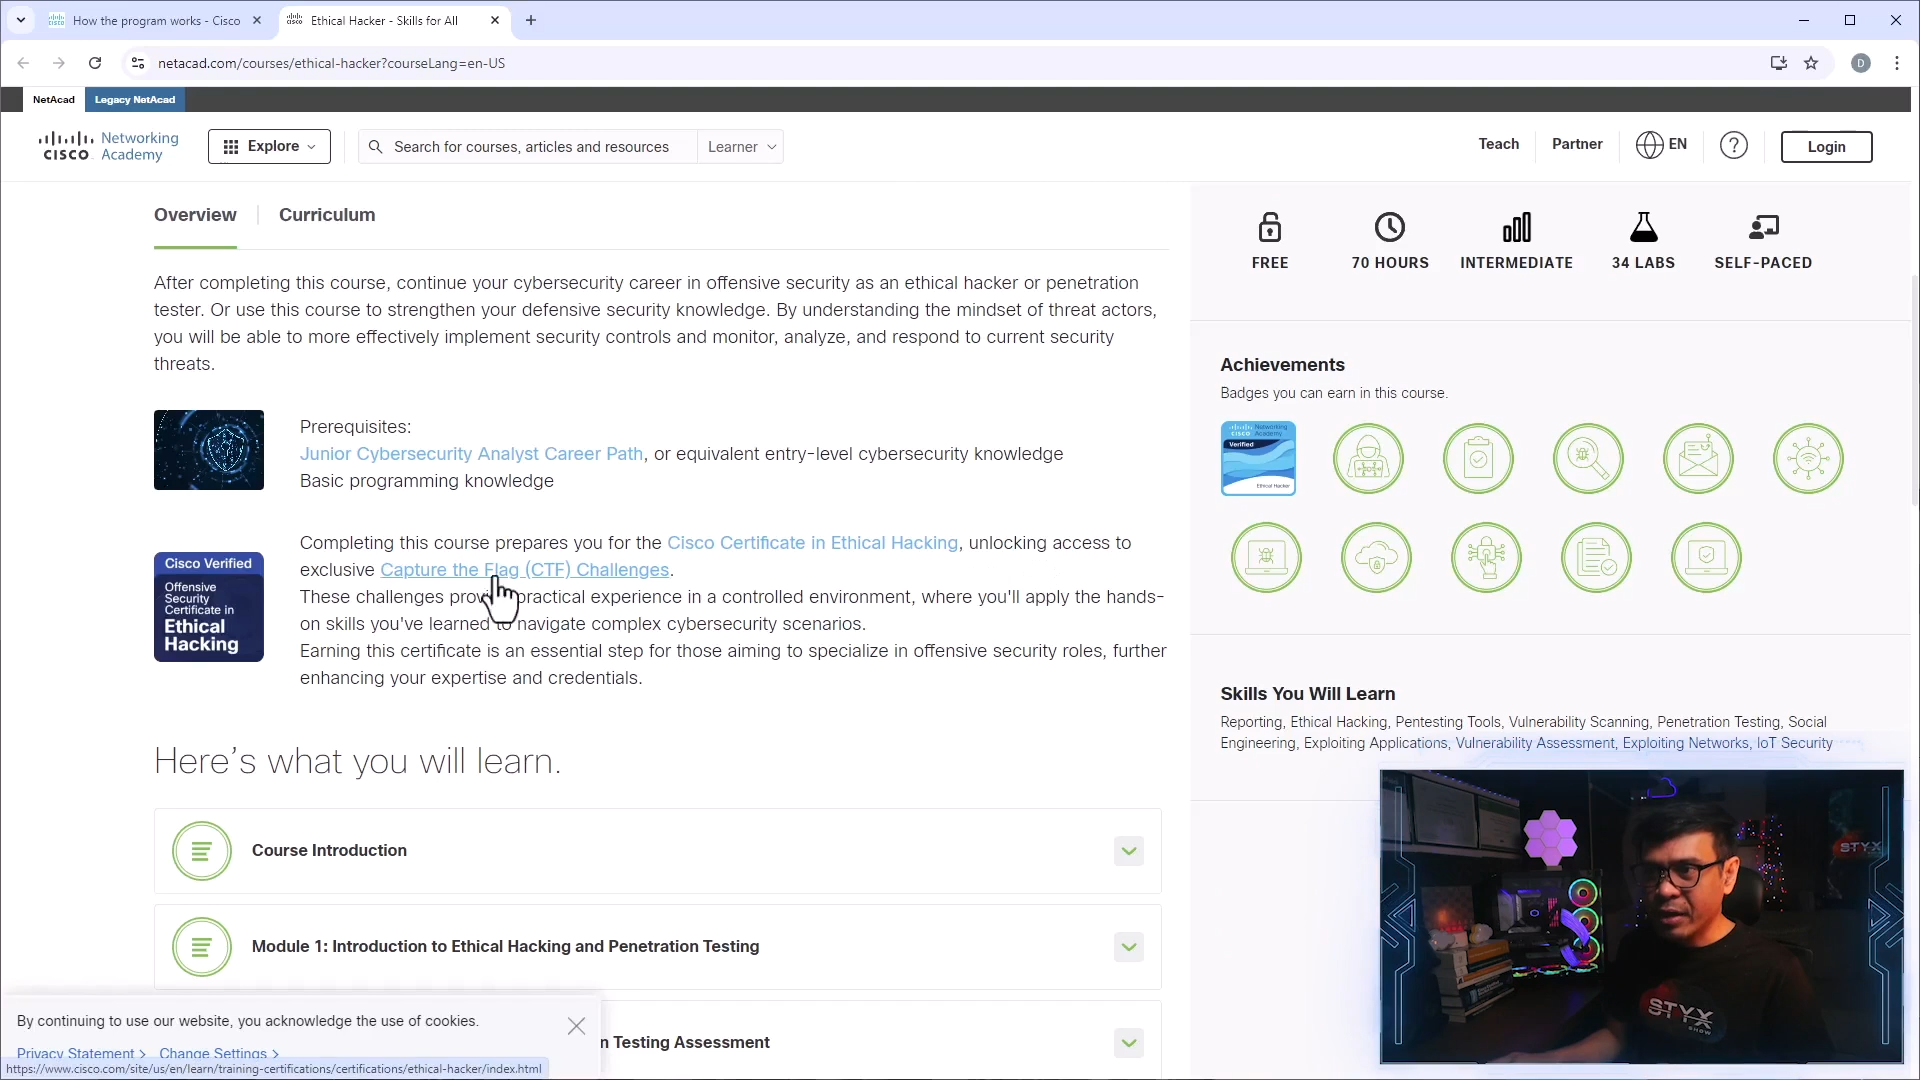 How the program works - Cisco
Ethical Hacker - Skills for All
netacad.com/courses/ethical-hacker?courseLang=en-US
D
NetAcad
Legacy NetAcad
CISCO
Networking
Academy
Explore
Search for courses, articles and resources
Learner
Teach
Partner
EN
?
Login
Overview
Curriculum
After completing this course, continue your cybersecurity career in offensive security as an ethical hacker or penetration
tester. Or use this course to strengthen your defensive security knowledge. By understanding the mindset of threat actors,
you will be able to more effectively implement security controls and monitor, analyze, and respond to current security
threats.
Prerequisites:
Junior Cybersecurity Analyst Career Path, or equivalent entry-level cybersecurity knowledge
Basic programming knowledge
Cisco Verified
Offensive
Security
Certificate in
Ethical
Hacking
Completing this course prepares you for the Cisco Certificate in Ethical Hacking, unlocking access to
exclusive Capture the Flag (CTF) Challenges.
These challenges practical experience in a controlled environment, where you'll apply the hands-
on skills you've learned to navigate complex cybersecurity scenarios.
Earning this certificate is an essential step for those aiming to specialize in offensive security roles, further
enhancing your expertise and credentials.
Here's what you will learn.
Course Introduction
Module 1: Introduction to Ethical Hacking and Penetration Testing
Testing Assessment
FREE
70 HOURS
INTERMEDIATE
34 LABS
SELF-PACED
Achievements
Badges you can earn in this course.
CISCO
Networking
Academy
Verified
Ethical Hacker
Skills You Will Learn
Reporting, Ethical Hacking, Pentesting Tools, Vulnerability Scanning, Penetration Testing, Social
Engineering, Exploiting Applications, Vulnerability Assessment, Exploiting Networks, IoT Security
STYX
STYX
SHOW
By continuing to use our website, you acknowledge the use of cookies.
Privacy Statement >
Change Settings >
https://www.cisco.com/site/us/en/learn/training-certifications/certifications/ethical-hacker/index.html